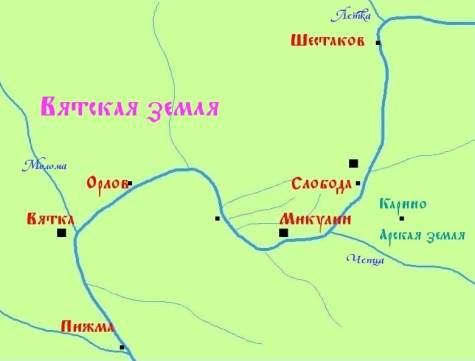 Летка
Шестаков
Вятская земля
Молома
Орлов
Слобода
Вятка
Микулин
Карино
Арская земля
Чепца
Пижма